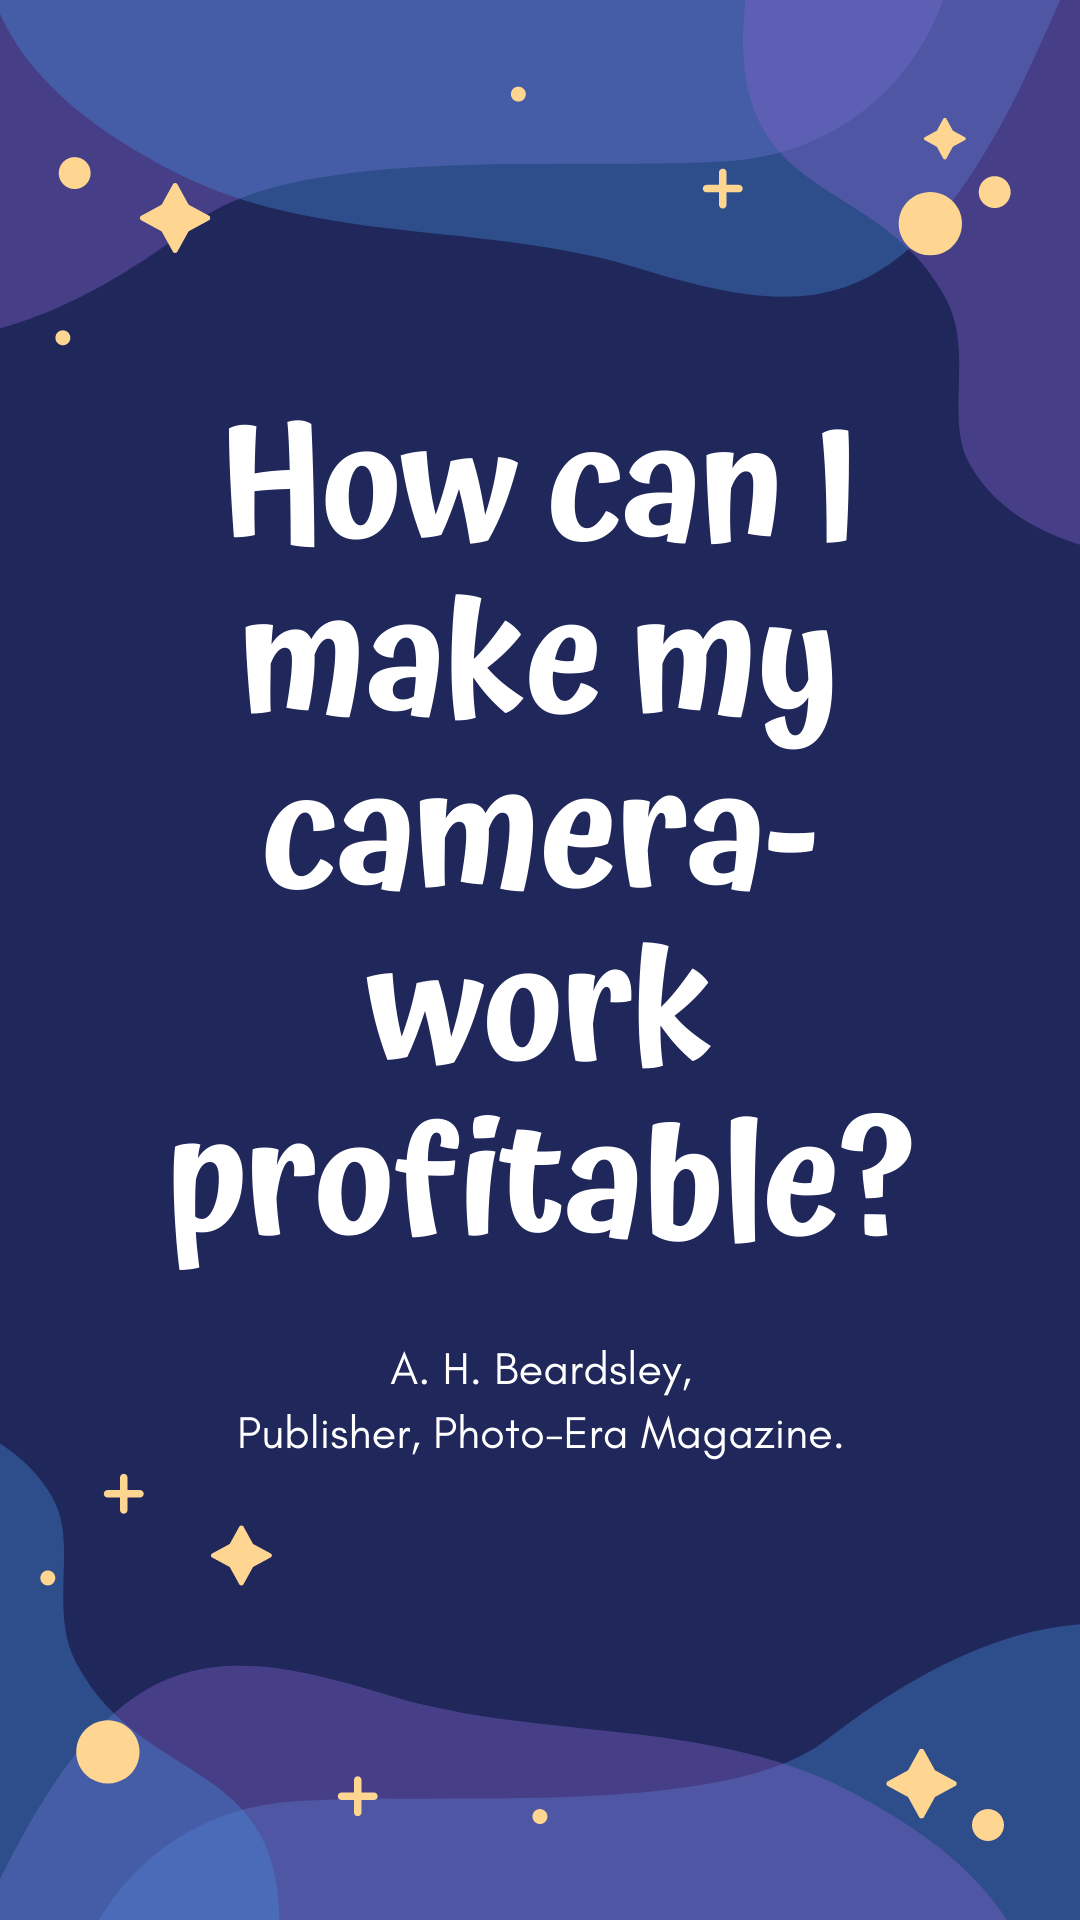 How can I
make my
camera-
work
profitable?
A. H. Beardsley,
Publisher, Photo-Era Magazine.